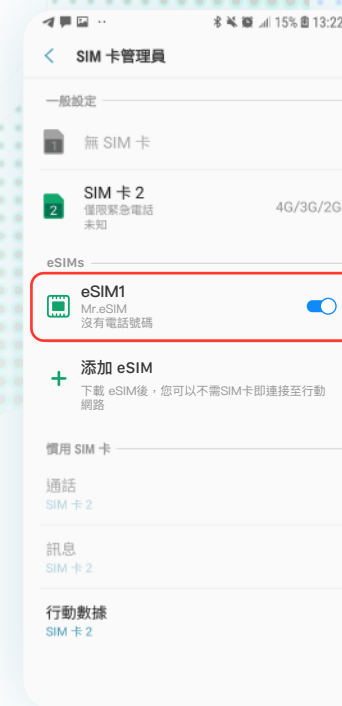 15% 13:22
SIM 卡管理員
一般設定
1 無 SIM 卡
2 SIM 卡 2
僅限緊急電話
未知
4G/3G/2G
eSIMs
eSIM1
Mr.eSIM
沒有電話號碼
添加 eSIM
下載 eSIM後,您可以不需SIM卡即連接至行動
網路
慣用 SIM 卡
通話
SIM 卡 2
訊息
SIM 卡 2
行動數據
SIM 卡 2